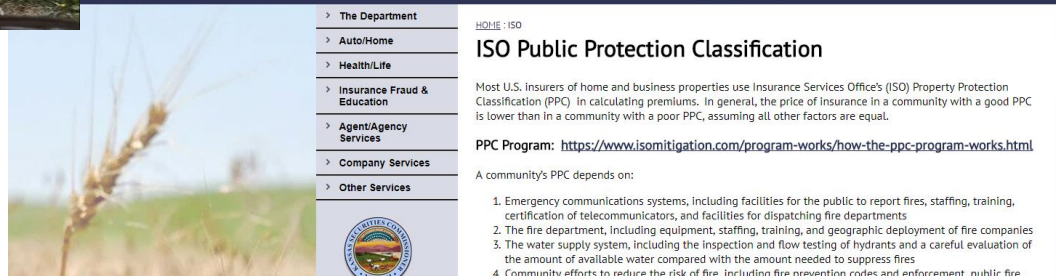 The Department
Auto/Home
Health/Life
Insurance Fraud &
Education
Agent/Agency
Services
Company Services
Other Services
SECURITIES COMMISSIONER
KANSAS
HOME : ISO
ISO Public Protection Classification
Most U.S. insurers of home and business properties use Insurance Services Office's (ISO) Property Protection
Classification (PPC) in calculating premiums. In general, the price of insurance in a community with a good PPC
is lower than in a community with a poor PPC, assuming all other factors are equal.
PPC Program: https://www.isomitigation.com/program-works/how-the-ppc-program-works.html
A community's PPC depends on:
1. Emergency communications systems, including facilities for the public to report fires, staffing, training,
certification of telecommunicators, and facilities for dispatching fire departments
2. The fire department, including equipment, staffing, training, and geographic deployment of fire companies
3. The water supply system, including the inspection and flow testing of hydrants and a careful evaluation of
the amount of available water compared with the amount needed to suppress fires
4. Community efforts to reduce the risk of fire, including fire prevention codes and enforcement, public fire